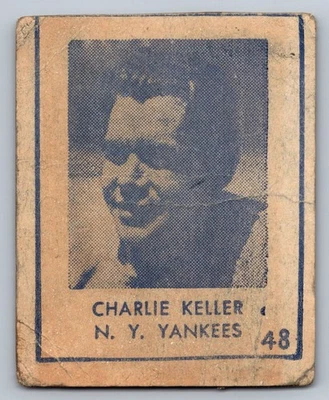 CHARLIE KELLER
N. Y. YANKEES
48